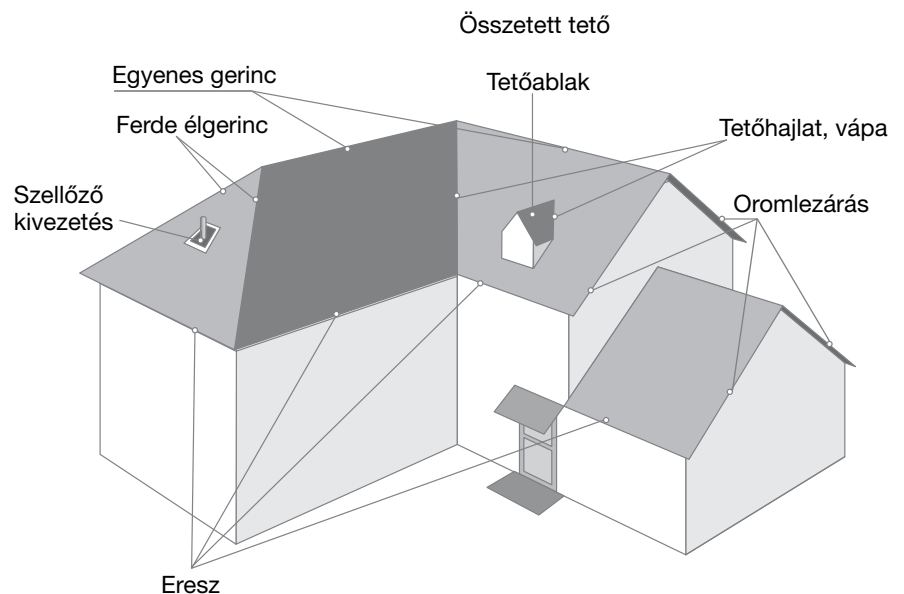 Összetett tető
Egyenes gerinc
Tetőablak
Ferde élgerinc
Tetőhajlat, vápa
Szellőző
kivezetés
Oromlezárás
Eresz